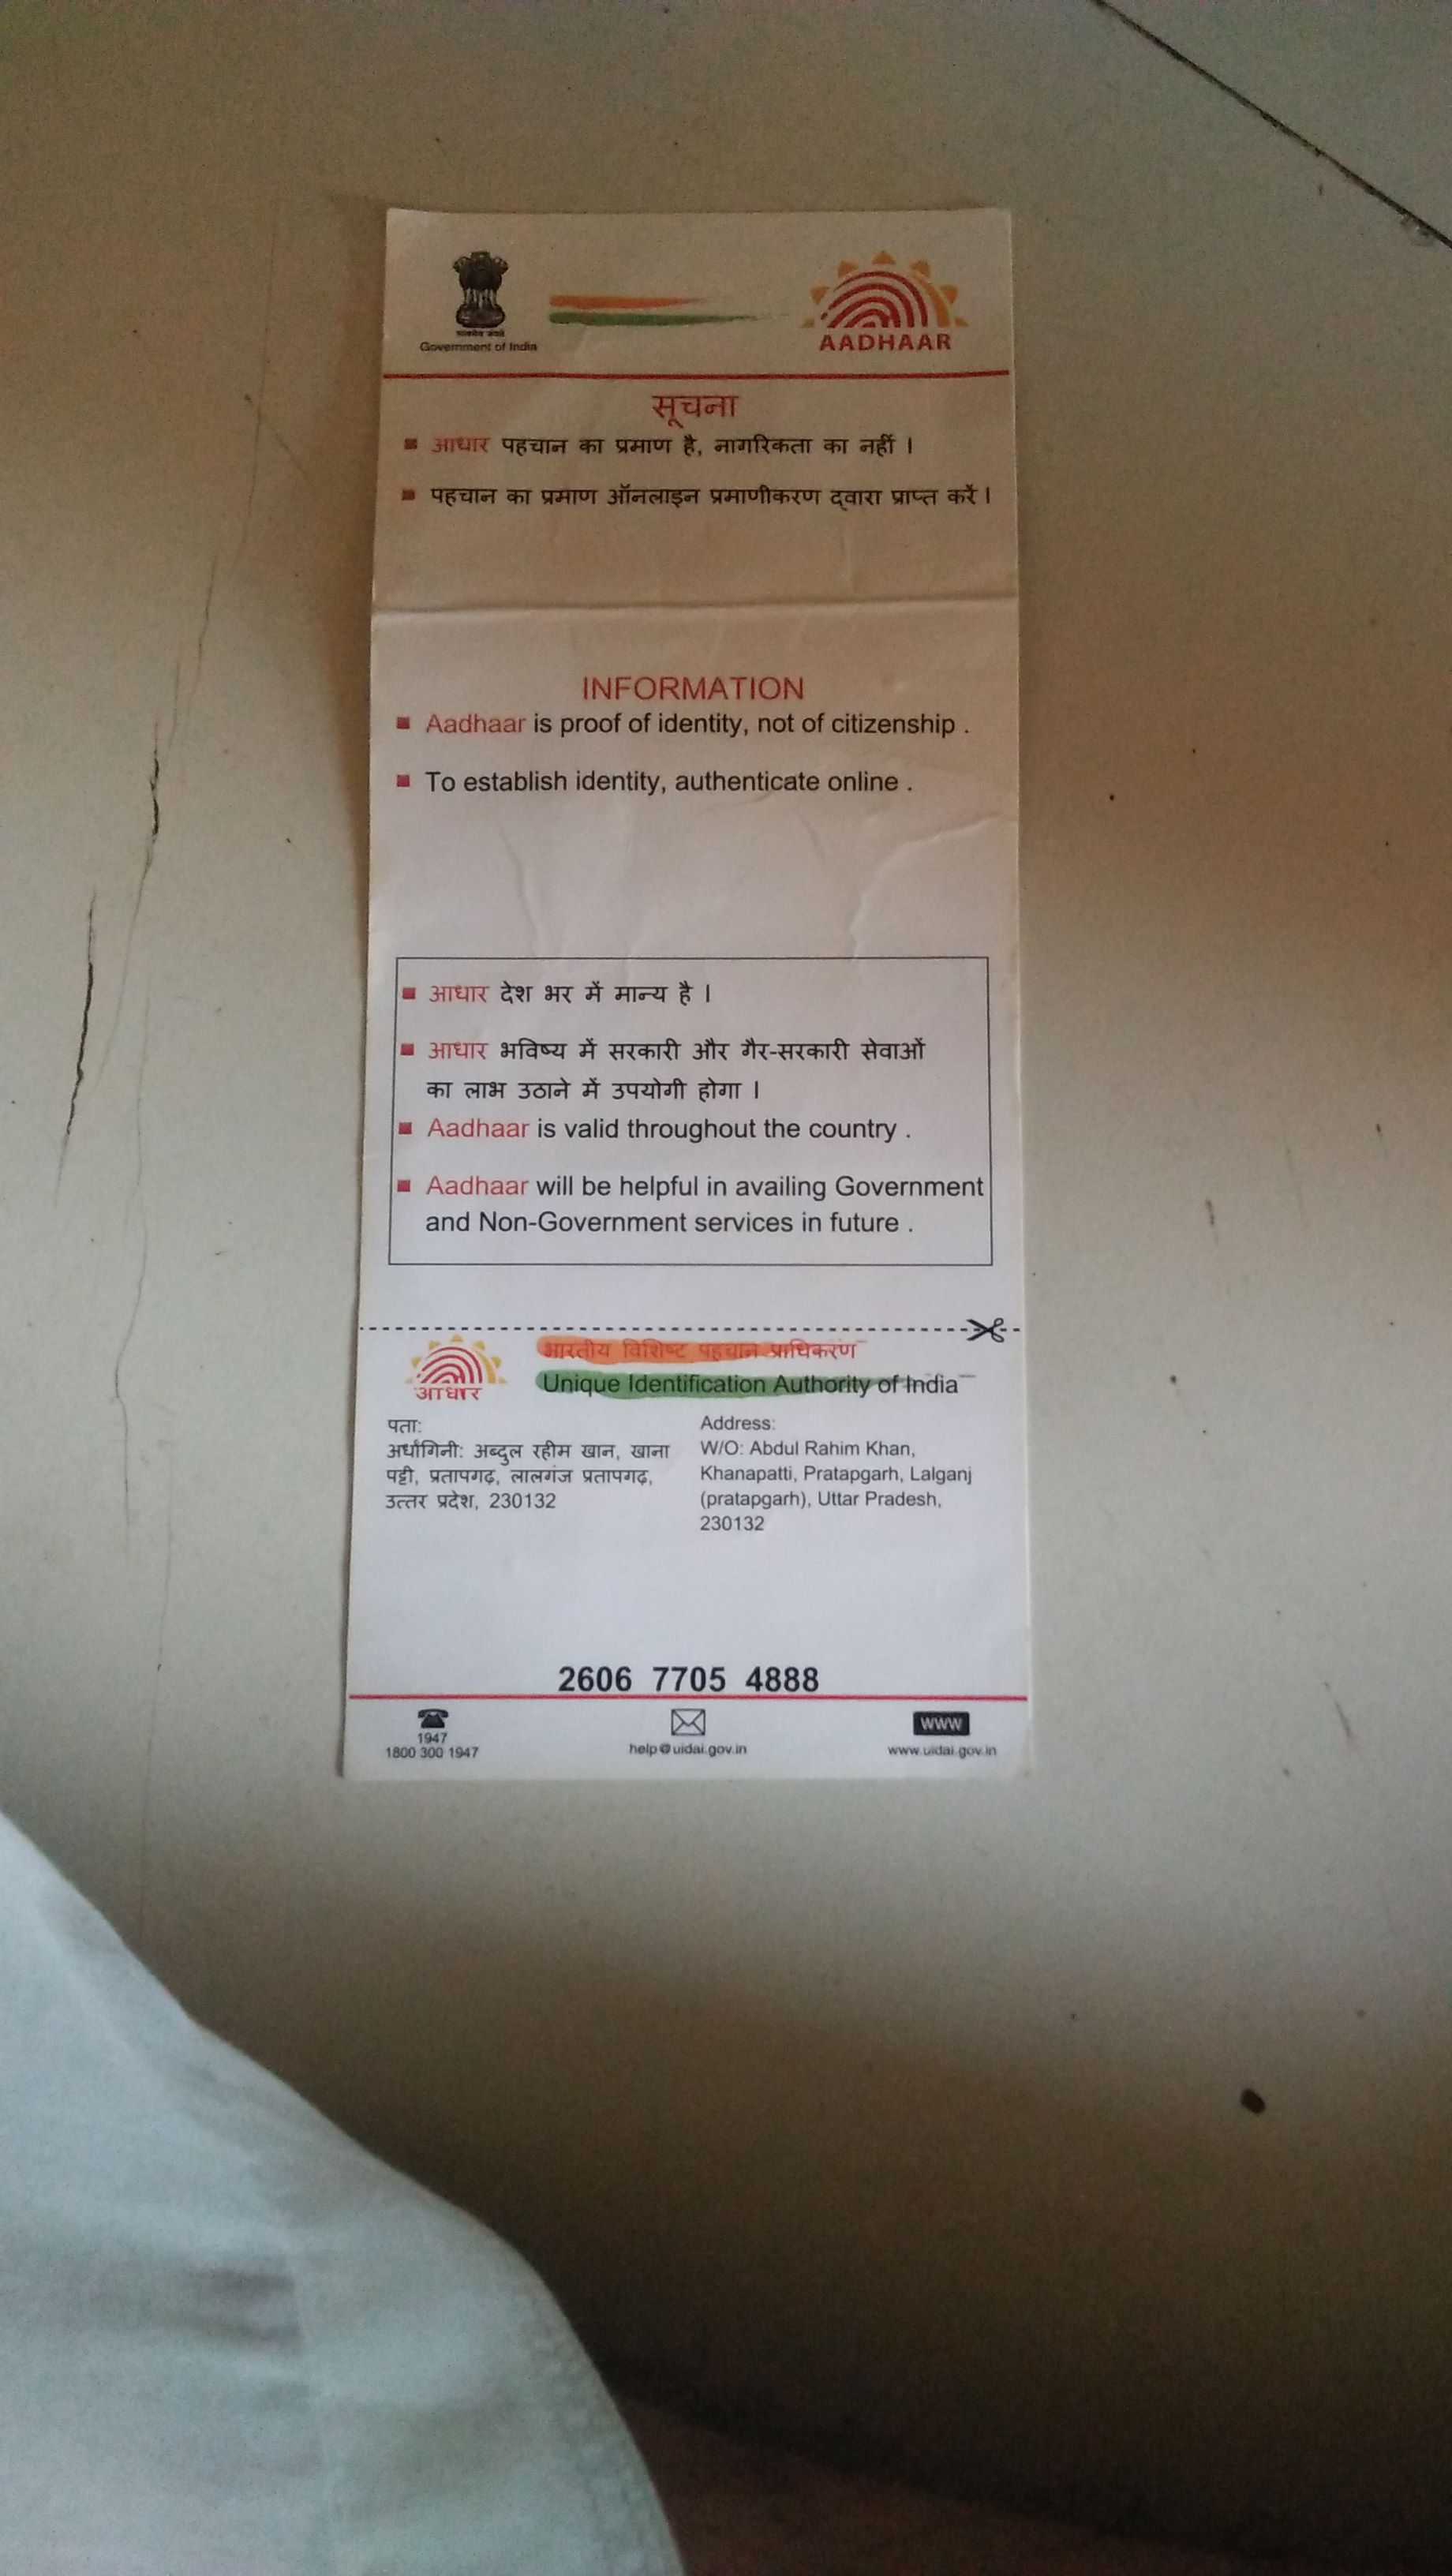 सत्यमेव जयते
Government of India
AADHAAR
सूचना
आधार पहचान का प्रमाण है, नागरिकता का नहीं ।
पहचान का प्रमाण ऑनलाइन प्रमाणीकरण द्वारा प्राप्त करें ।
INFORMATION
Aadhaar is proof of identity, not of citizenship .
To establish identity, authenticate online .
आधार देश भर में मान्य है ।
आधार भविष्य में सरकारी और गैर-सरकारी सेवाओं
का लाभ उठाने में उपयोगी होगा ।
Aadhaar is valid throughout the country .
Aadhaar will be helpful in availing Government
and Non-Government services in future .
आधार
भारतीय विशिष्ट पहचान प्राधिकरण
Unique Identification Authority of India
पता:
अर्धांगिनी: अब्दुल रहीम खान, खाना
पट्टी, प्रतापगढ़, लालगंज प्रतापगढ़,
उत्तर प्रदेश, 230132
Address:
W/O: Abdul Rahim Khan,
Khanapatti, Pratapgarh, Lalganj
(pratapgarh), Uttar Pradesh,
230132
2606 7705 4888
1947
1800 300 1947
help@uidai.gov.in
www
www.uidai.gov.in